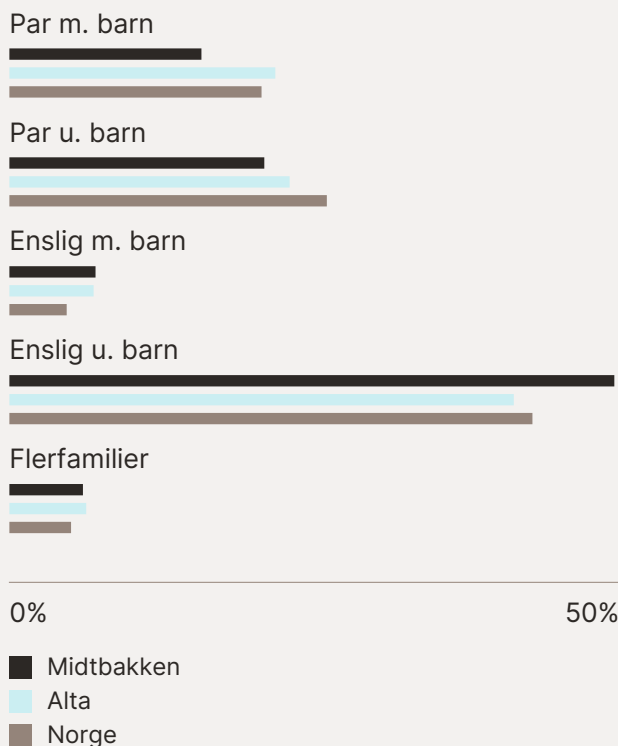 Par m. barn
Par u. barn
Enslig m. barn
Enslig u. barn
Flerfamilier
0% 50%
Midtbakken
Alta
Norge